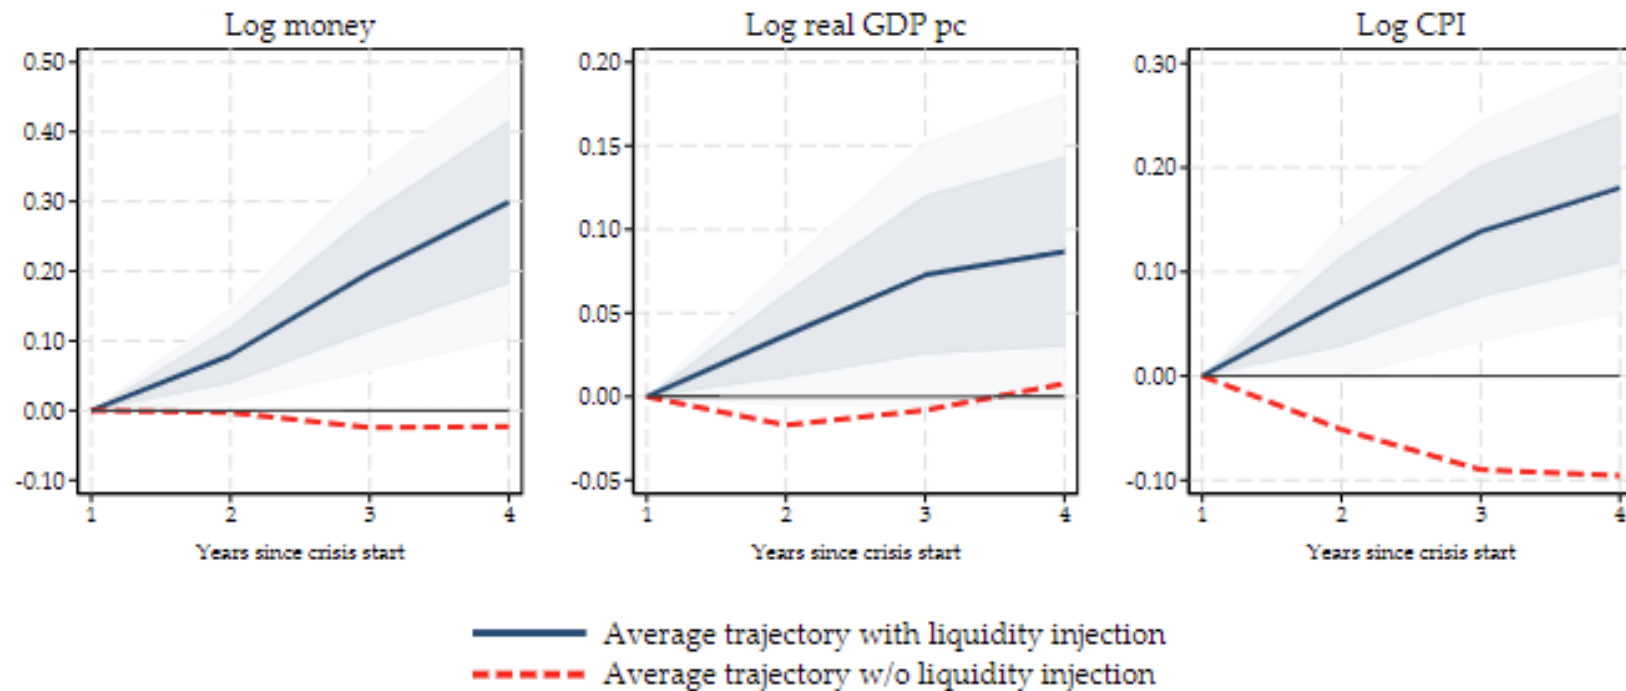 Log money
0.50
0.40
0.30
0.20
0.10
0.00
-0.10
1 2 3 4
Years since crisis start
Log real GDP pc
0.20
0.15
0.10
0.05
0.00
-0.05
1 2 3 4
Years since crisis start
Log CPI
0.30
0.20
0.10
0.00
-0.10
1 2 3 4
Years since crisis start
Average trajectory with liquidity injection
Average trajectory w/o liquidity injection